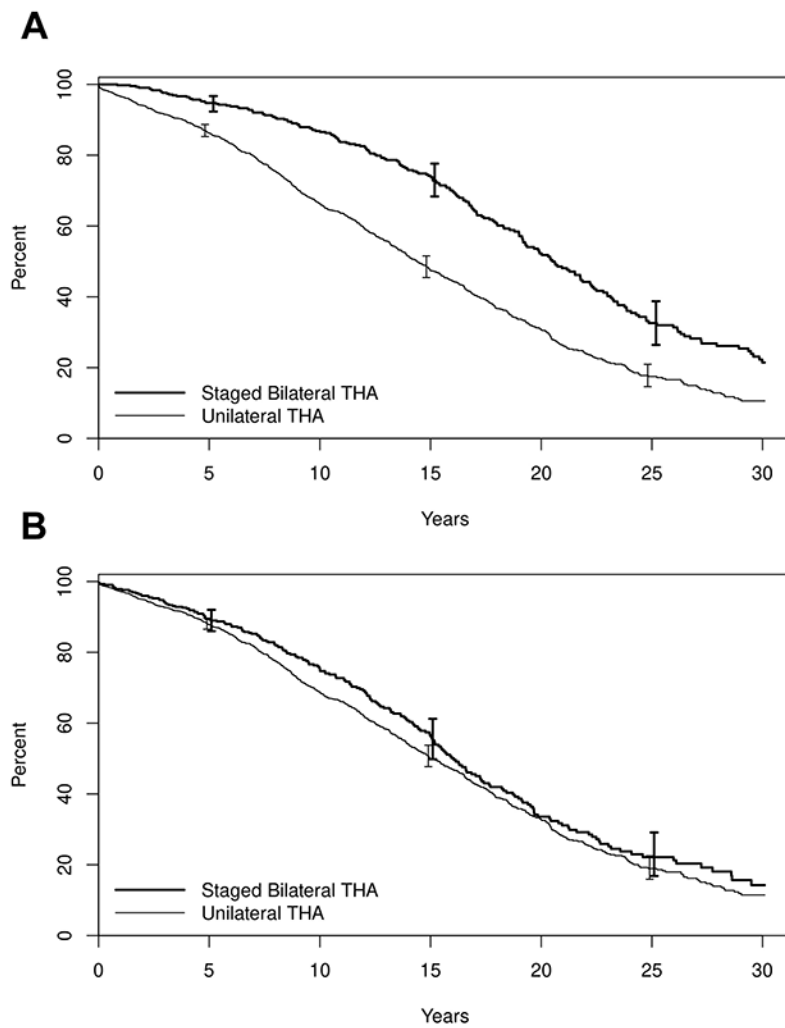 A
100
80
60
40
20
0
Percent
Staged Bilateral THA
Unilateral THA
0 5 10 15 20 25 30
Years
B
100
80
60
40
20
0
Percent
Staged Bilateral THA
Unilateral THA
0 5 10 15 20 25 30
Years